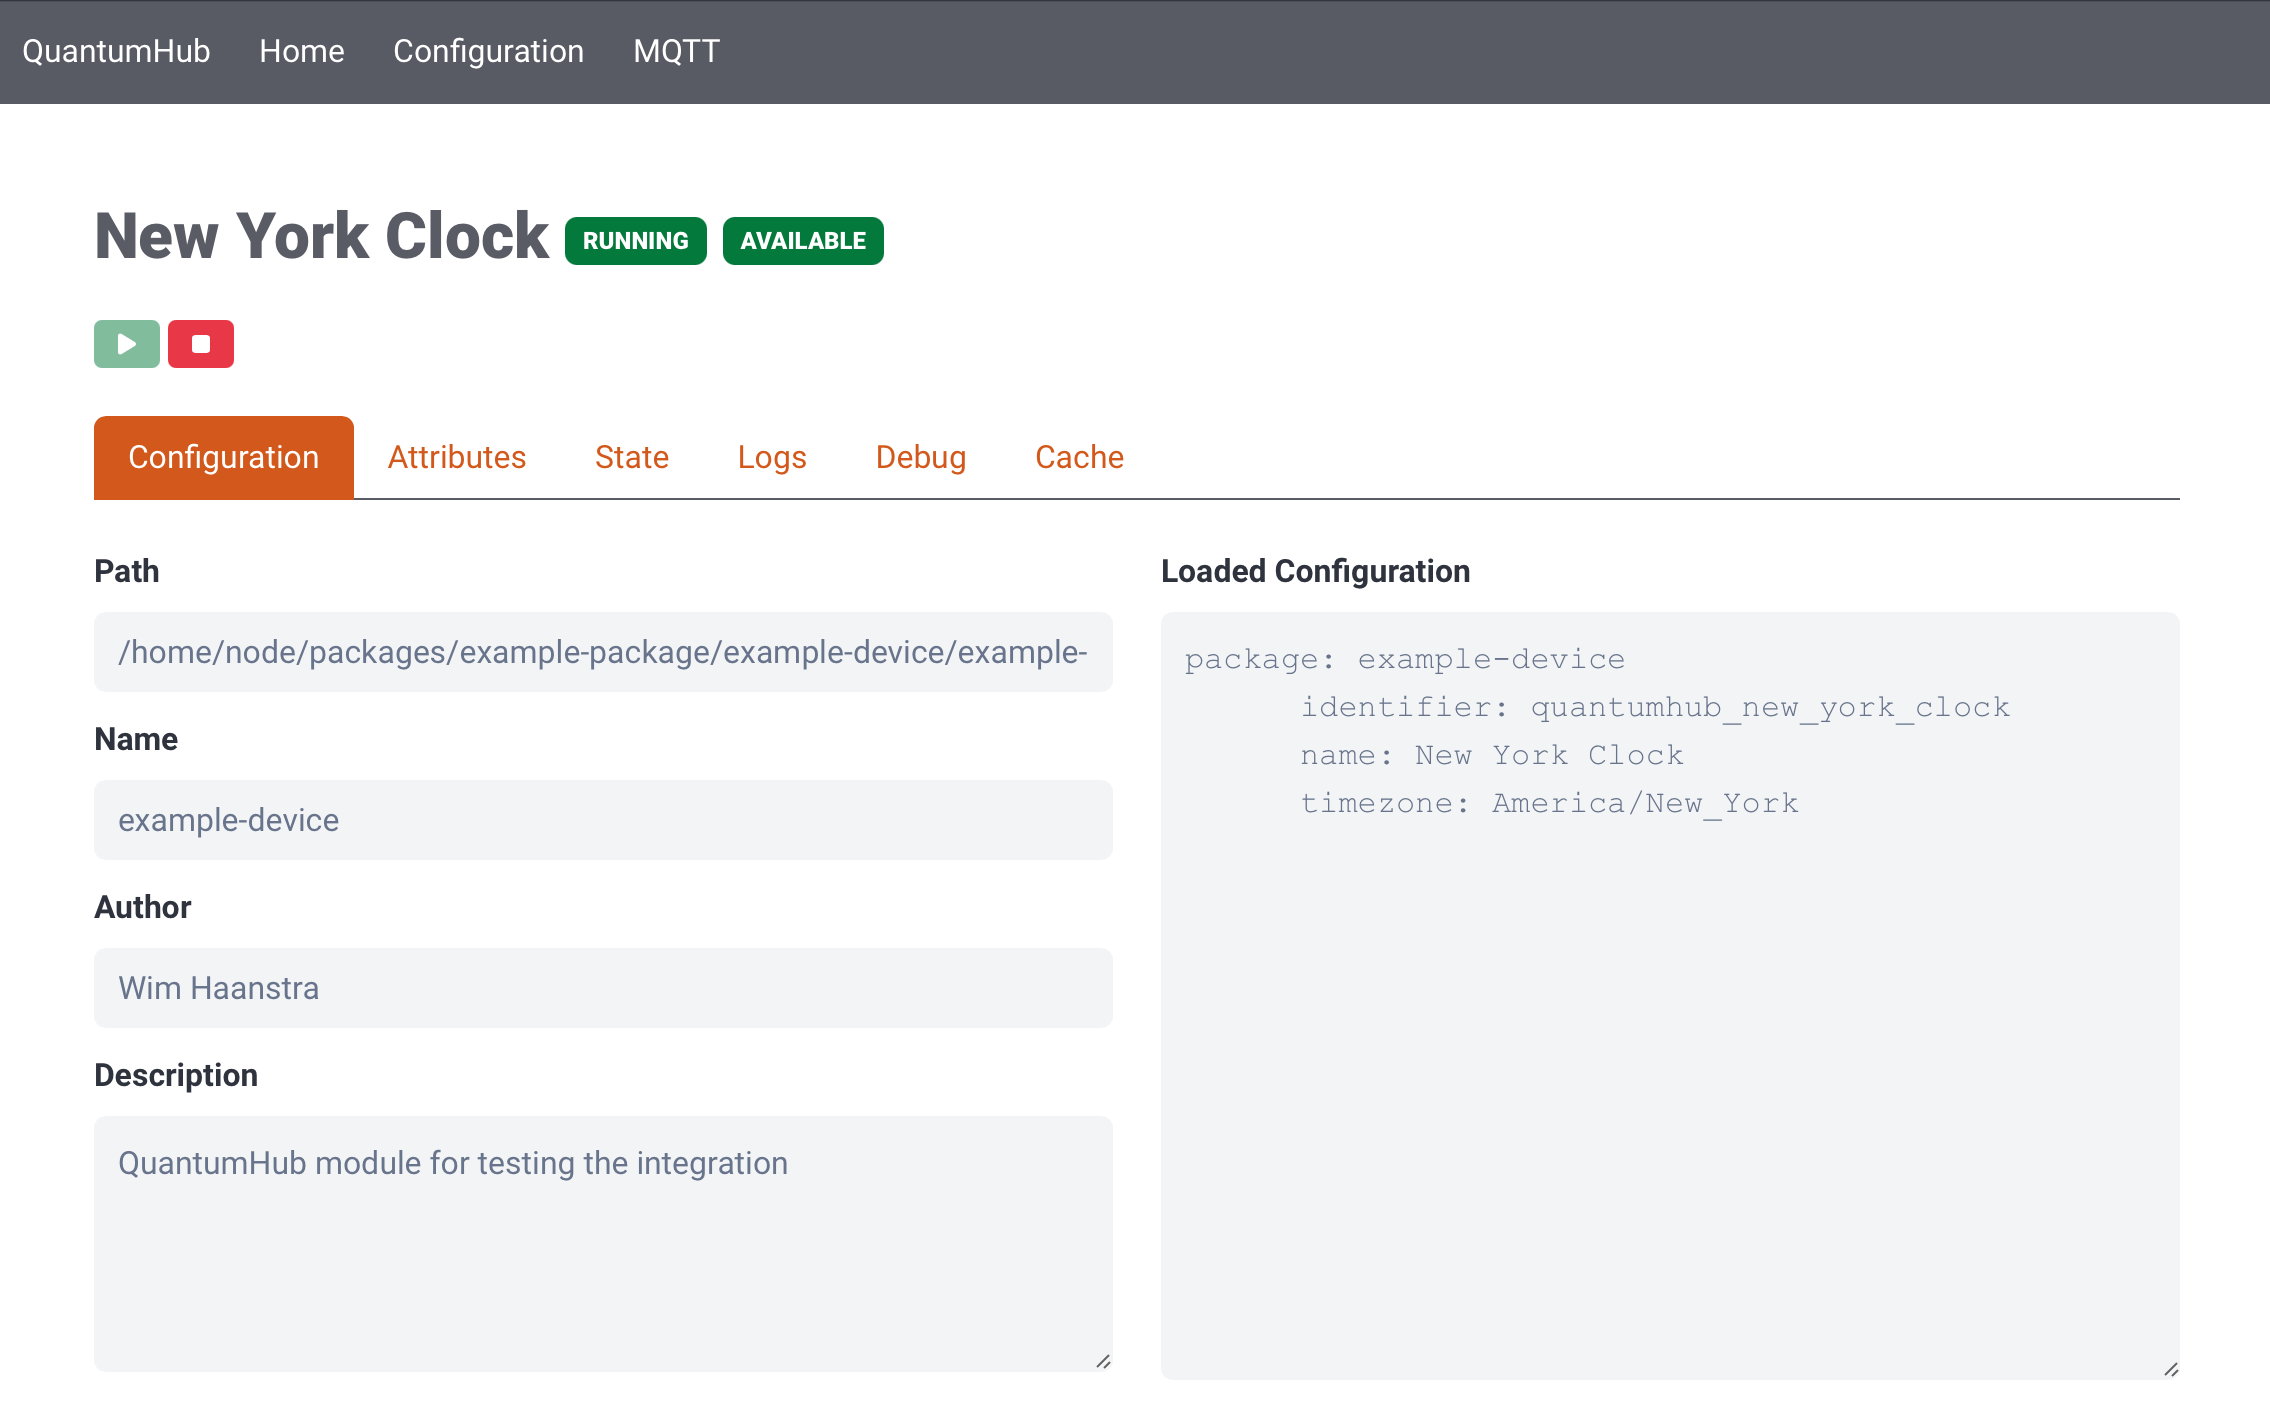 QuantumHub Home Configuration MQTT
New York Clock RUNNING AVAILABLE
Configuration Attributes State Logs Debug Cache
Path
/home/node/packages/example-package/example-device/example-
Name
example-device
Author
Wim Haanstra
Description
QuantumHub module for testing the integration
Loaded Configuration
package: example-device
identifier: quantumhub_new_york_clock
name: New York Clock
timezone: America/New_York